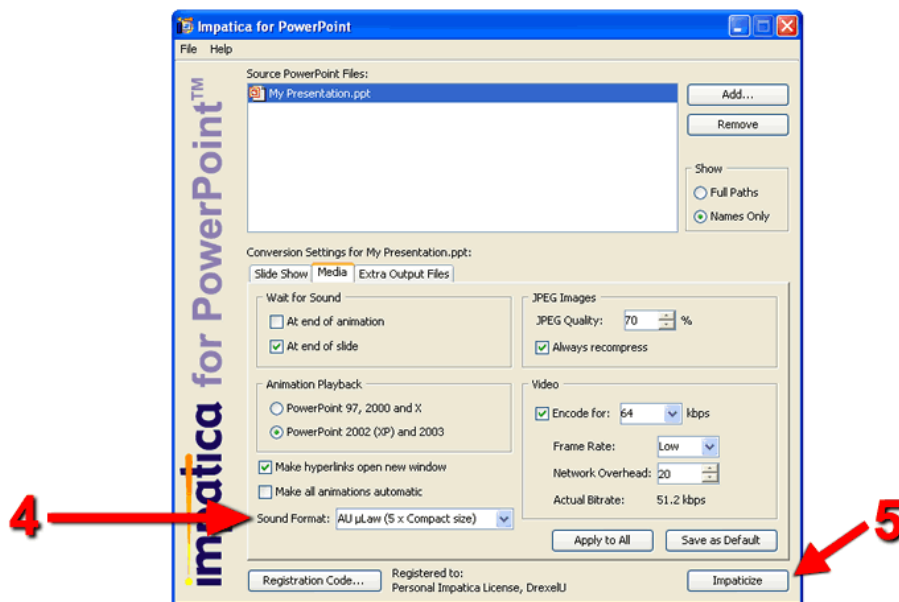 Impatica for PowerPoint
File Help
impatica for PowerPoint™
Source PowerPoint Files:
My Presentation.ppt
Add...
Remove
Show
Full Paths
Names Only
Conversion Settings for My Presentation.ppt:
Slide Show Media Extra Output Files
Wait for Sound
At end of animation
At end of slide
JPEG Images
JPEG Quality: 70 %
Always recompress
Animation Playback
PowerPoint 97, 2000 and X
PowerPoint 2002 (XP) and 2003
Video
Encode for: 64 kbps
Frame Rate: Low
Network Overhead: 20
Actual Bitrate: 51.2 kbps
Make hyperlinks open new window
Make all animations automatic
4
Sound Format: AU µLaw (5 x Compact size)
Apply to All Save as Default
5
Registration Code...
Registered to:
Personal Impatica License, DrexelU
Impaticize